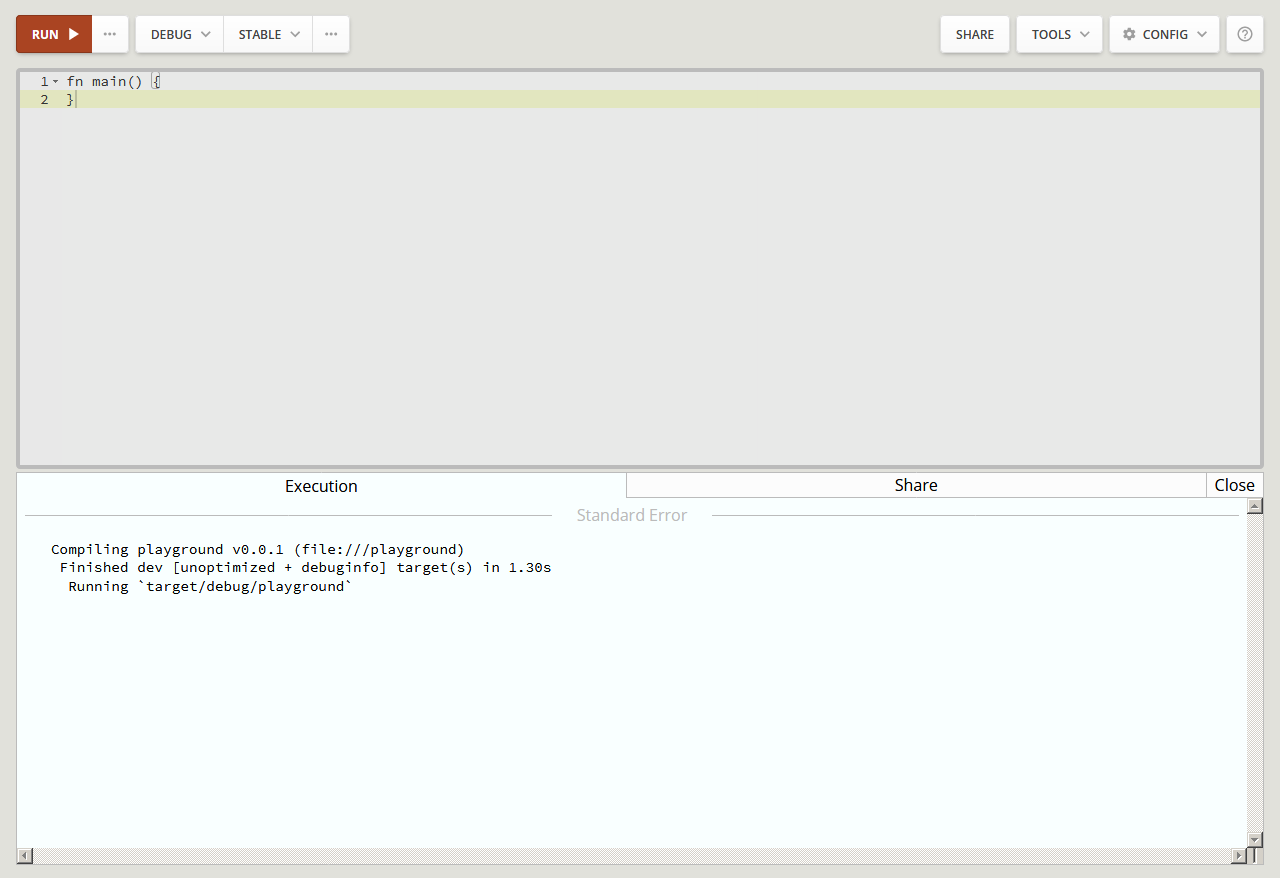 RUN ··· DEBUG STABLE ··· SHARE TOOLS CONFIG ?
1 fn main() {
2 }
Execution Share Close
Standard Error
Compiling playground v0.0.1 (file:///playground)
Finished dev [unoptimized + debuginfo] target(s) in 1.30s
Running `target/debug/playground`